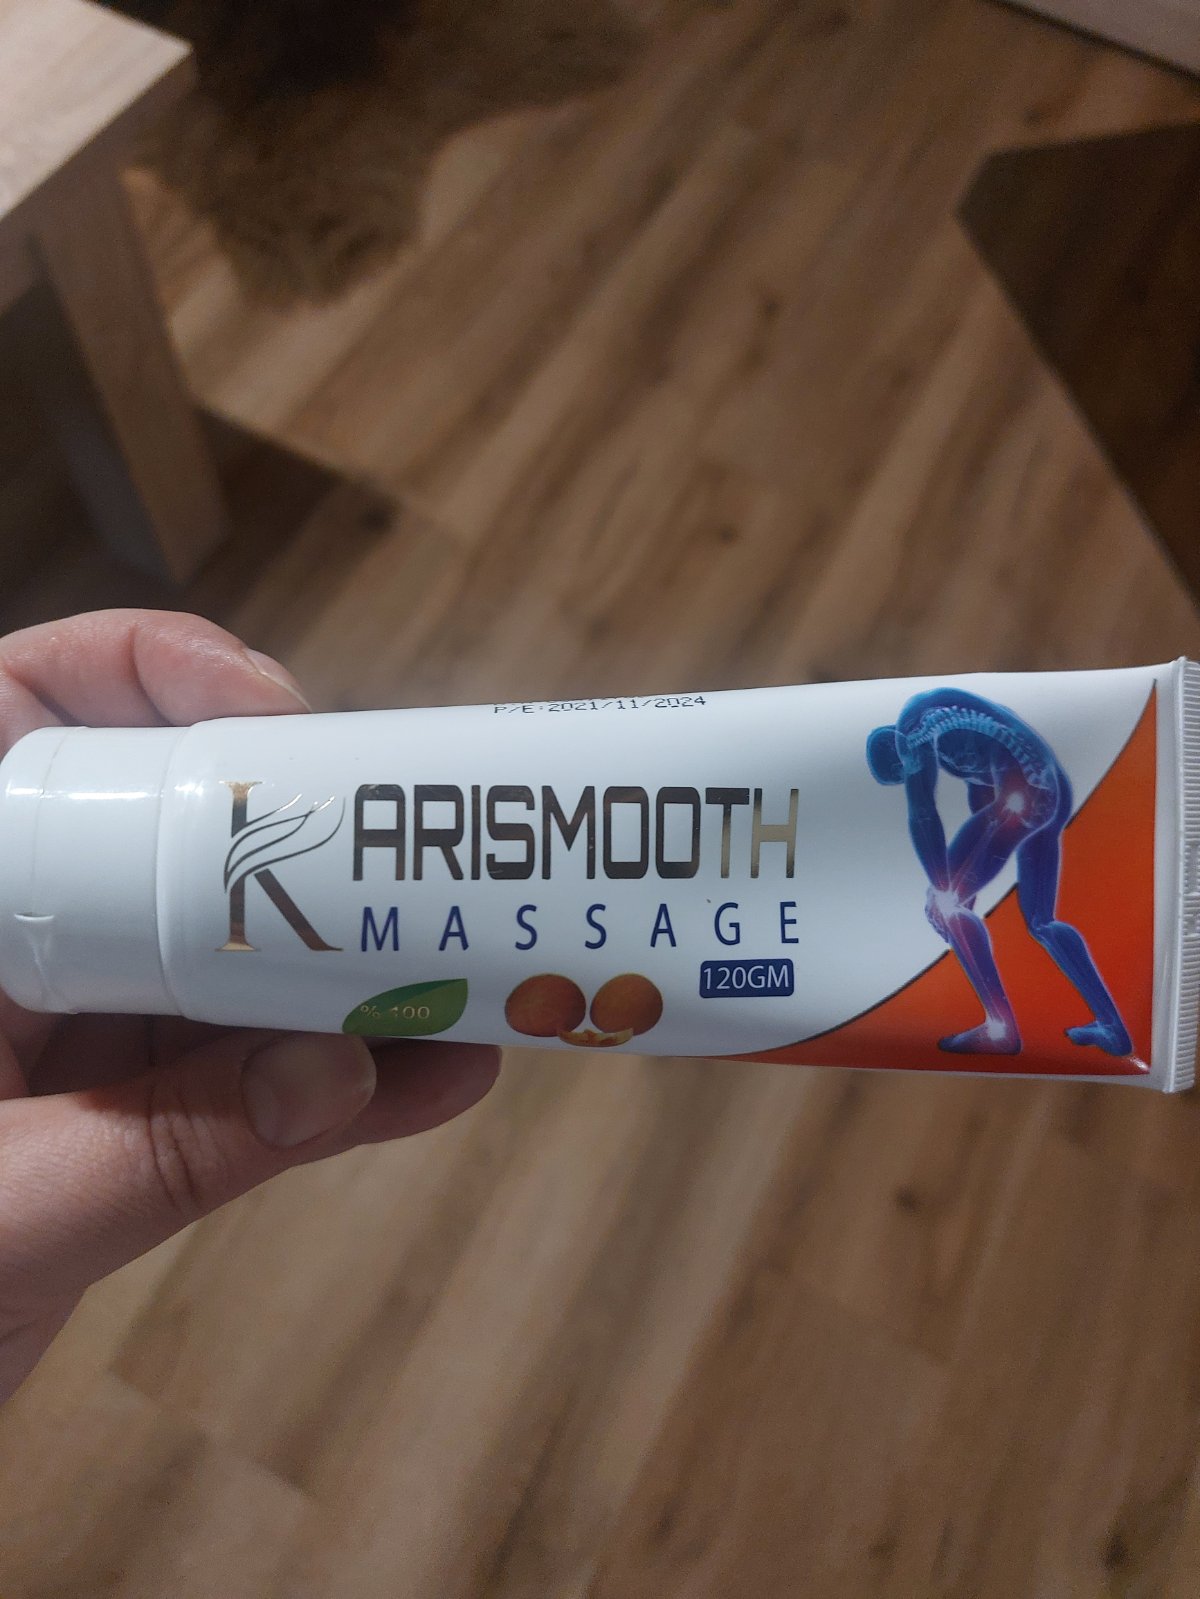 P/E:2021/11/2024
KARISMOOTH
MASSAGE
120GM
% 100